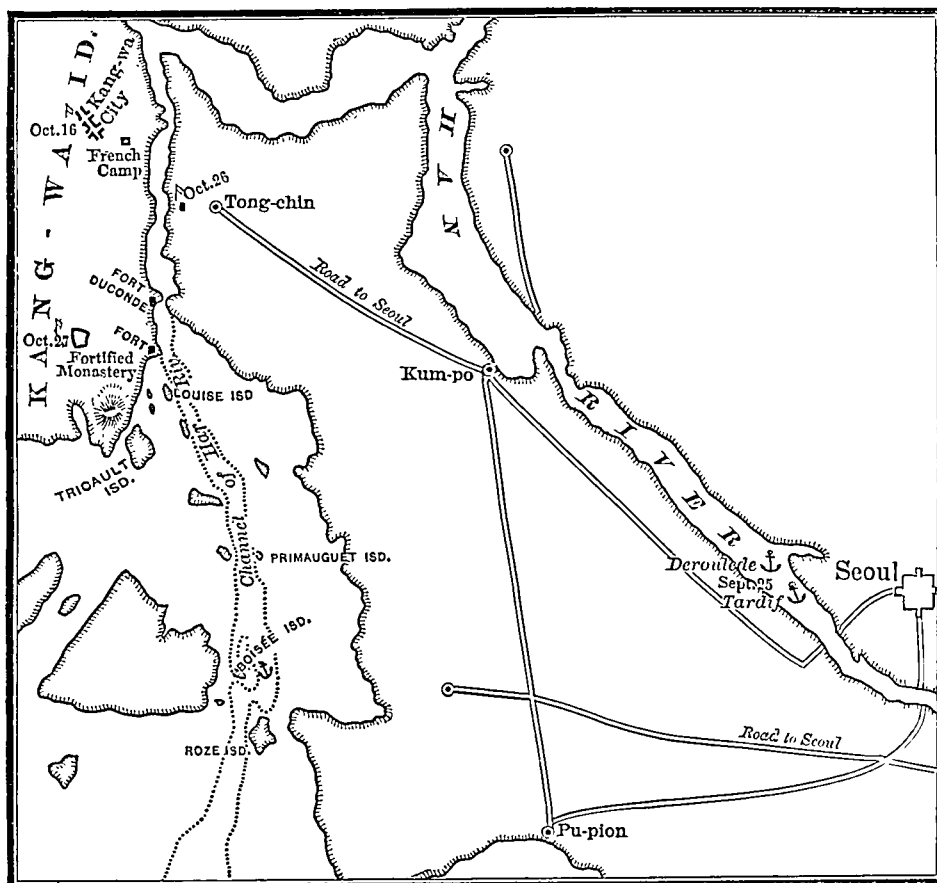 KANG-WA ID.
Kang-wa
City
Oct.16
French
Camp
Oct.26
Tong-chin
HAN
RIVER
Road to Seoul
FORT
DUCONDE
Oct.27
FORT
Fortified
Monastery
Kum-po
LOUISE ISD
Channel of Han Riv
TRICAULT
ISD.
PRIMAUGUET ISD.
Deroulede
Sept.25
Tardif
Seoul
BOISÉE ISD.
ROZE ISD.
Road to Seoul
Pu-pion